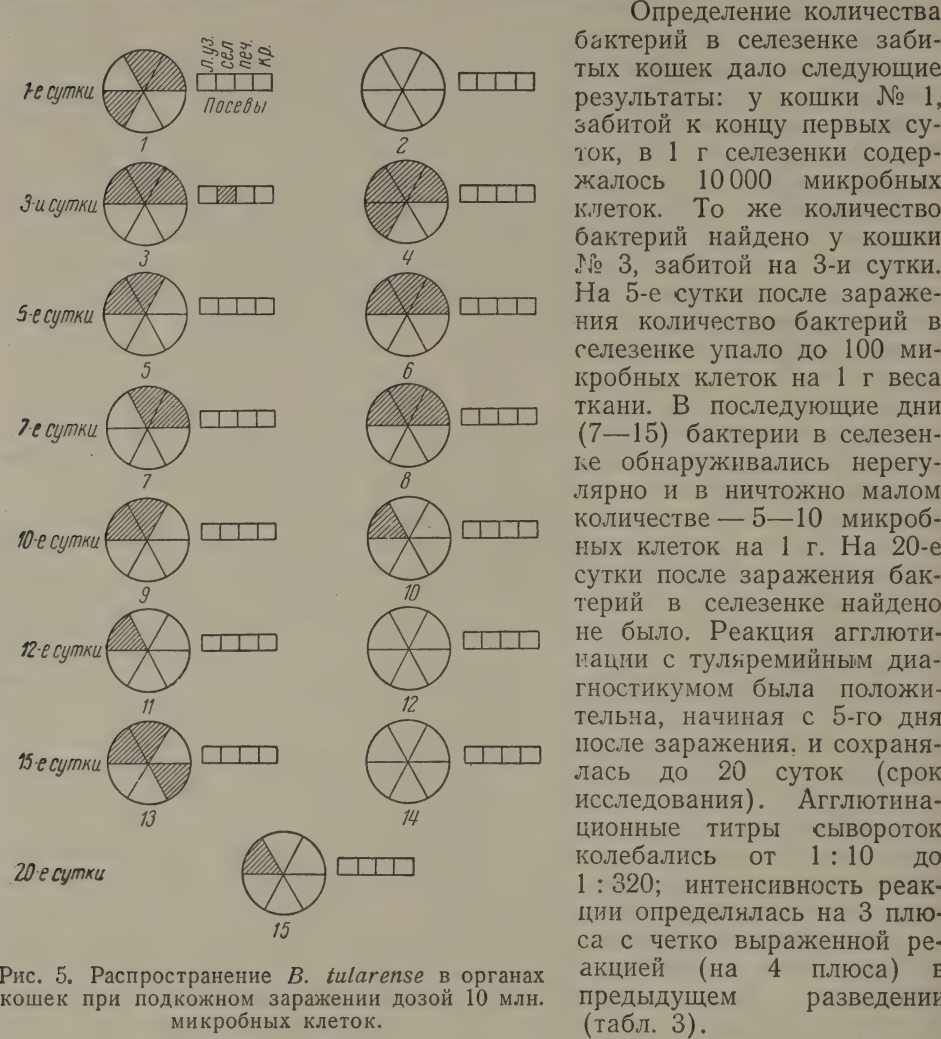 1-е сутки
л.уз.
сел
печ.
кр.
Посевы
1
2
3-и сутки
3
4
5-е сутки
5
6
7-е сутки
7
8
10-е сутки
9
10
12-е сутки
11
12
15-е сутки
13
14
20-е сутки
15
Рис. 5. Распространение B. tularense в органах
кошек при подкожном заражении дозой 10 млн.
микробных клеток.
Определение количества
бактерий в селезенке заби-
тых кошек дало следующие
результаты: у кошки № 1,
забитой к концу первых су-
ток, в 1 г селезенки содер-
жалось 10 000 микробных
клеток. То же количество
бактерий найдено у кошки
№ 3, забитой на 3-и сутки.
На 5-е сутки после зараже-
ния количество бактерий в
селезенке упало до 100 ми-
кробных клеток на 1 г веса
ткани. В последующие дни
(7—15) бактерии в селезен-
ке обнаруживались нерегу-
лярно и в ничтожно малом
количестве — 5—10 микроб-
ных клеток на 1 г. На 20-е
сутки после заражения бак-
терий в селезенке найдено
не было. Реакция агглюти-
нации с туляремийным диа-
гностикумом была положи-
тельна, начиная с 5-го дня
после заражения, и сохраня-
лась до 20 суток (срок
исследования). Агглютина-
ционные титры сывороток
колебались от 1 : 10 до
1 : 320; интенсивность реак-
ции определялась на 3 плю-
са с четко выраженной ре-
акцией (на 4 плюса) в
предыдущем разведении
(табл. 3).